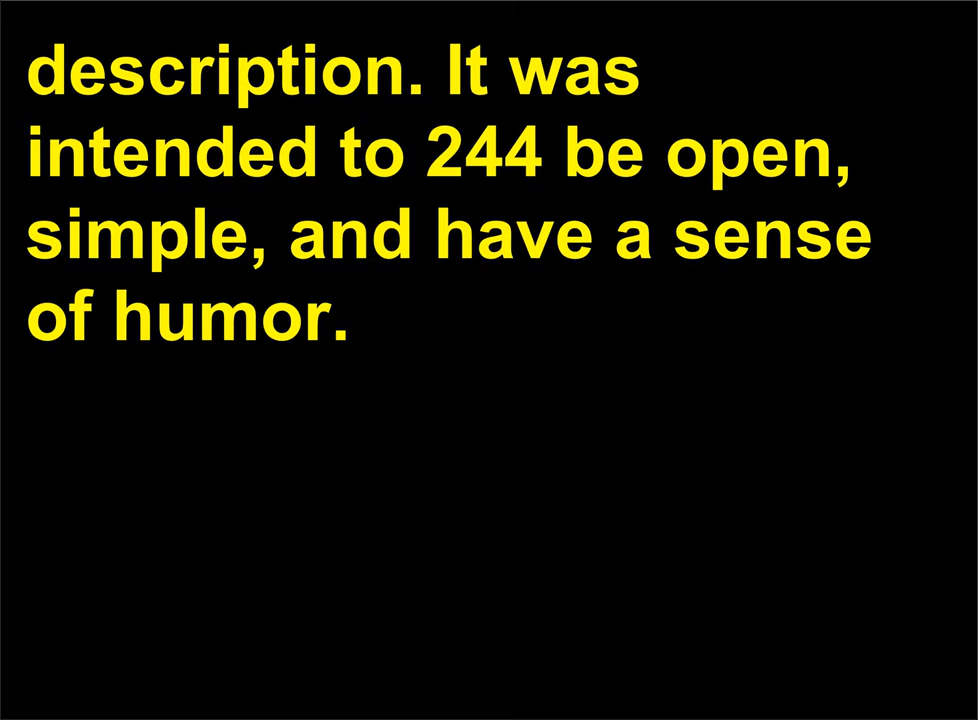 description. It was
intended to 244 be open,
simple, and have a sense
of humor.